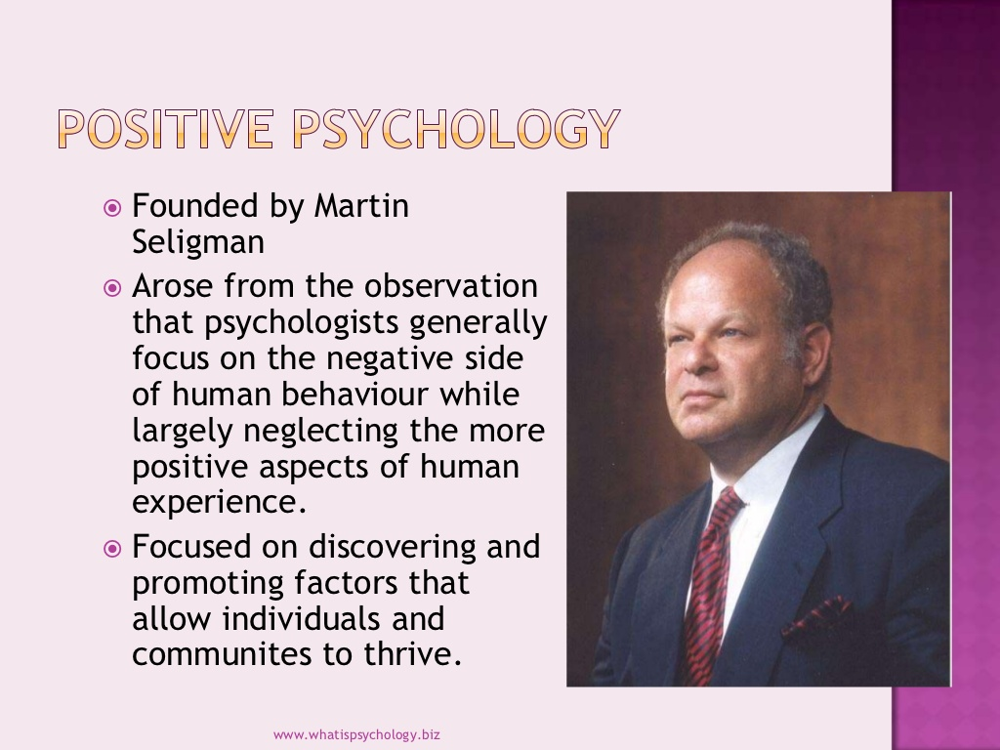 POSITIVE PSYCHOLOGY
Founded by Martin
Seligman
Arose from the observation
that psychologists generally
focus on the negative side
of human behaviour while
largely neglecting the more
positive aspects of human
experience.
Focused on discovering and
promoting factors that
allow individuals and
communites to thrive.
www.whatispsychology.biz